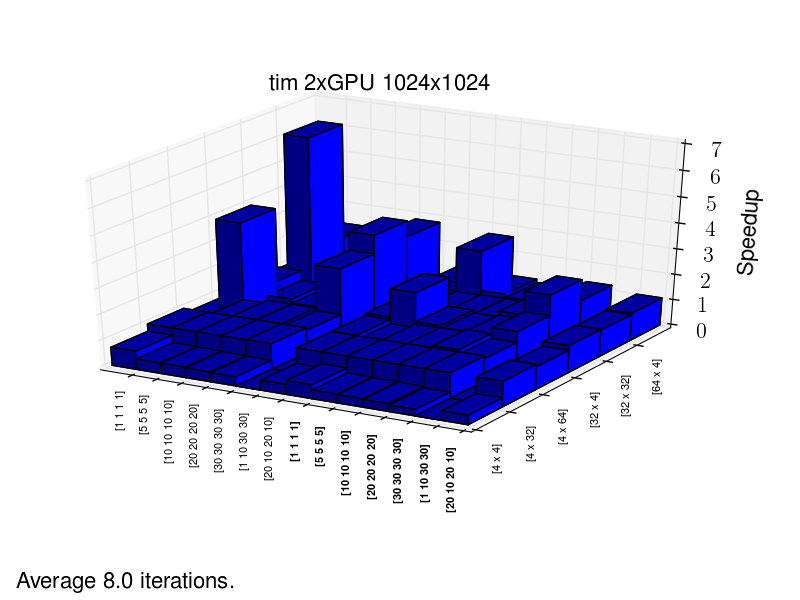 tim 2xGPU 1024x1024
7
6
5
4
3
2
1
0
Speedup
[1 1 1 1]
[5 5 5 5]
[10 10 10 10]
[20 20 20 20]
[30 30 30 30]
[1 10 30 30]
[20 10 20 10]
[1 1 1 1]
[5 5 5 5]
[10 10 10 10]
[20 20 20 20]
[30 30 30 30]
[1 10 30 30]
[20 10 20 10]
[4 x 4]
[4 x 32]
[4 x 64]
[32 x 4]
[32 x 32]
[64 x 4]
Average 8.0 iterations.